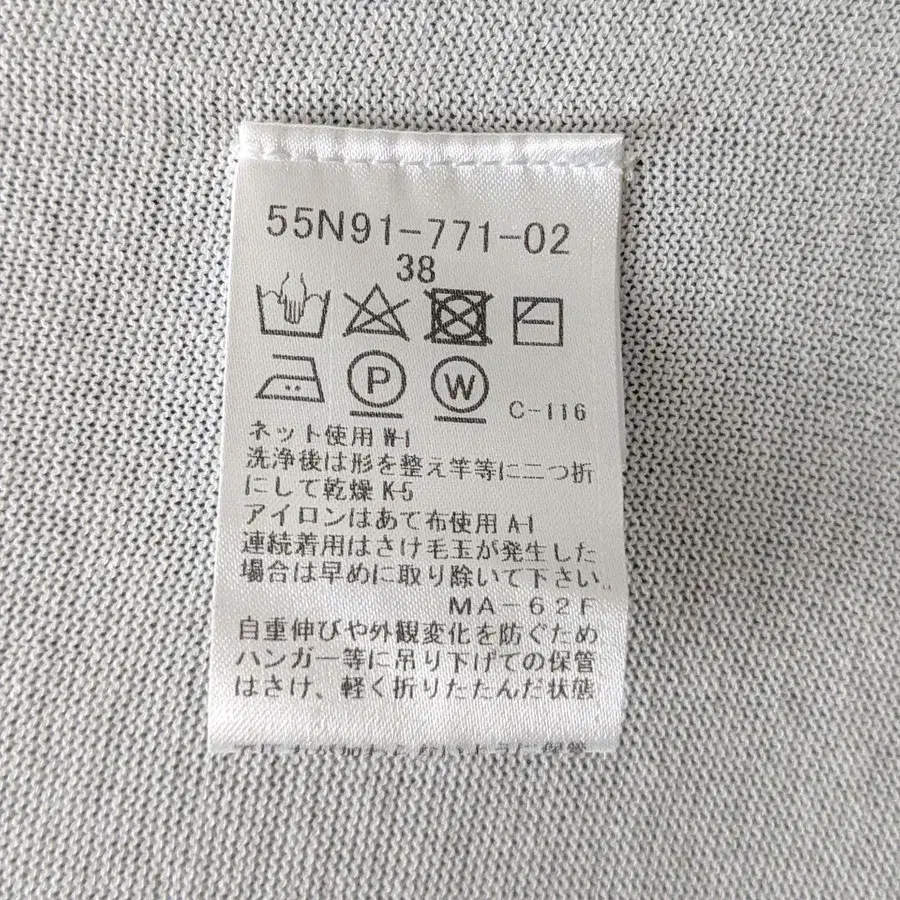 55N91-771-02
38
P W C-116
ネット使用 W-1
洗浄後は形を整え竿等に二つ折
にして乾燥 K-5
アイロンはあて布使用 A-1
連続着用はさけ毛玉が発生した
場合は早めに取り除いて下さい。
MA-62F
自重伸びや外観変化を防ぐため
ハンガー等に吊り下げての保管
はさけ、軽く折りたたんだ状態